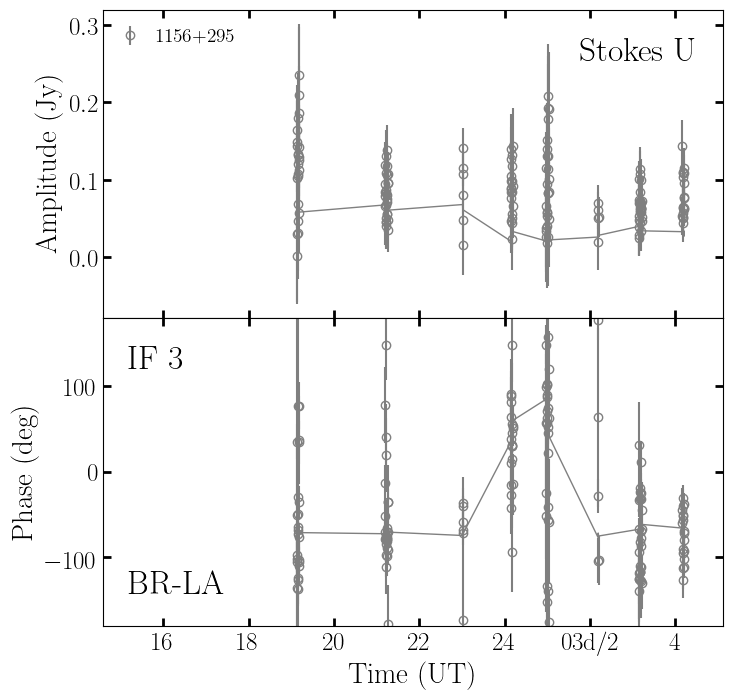 0.3
1156+295
Stokes U
0.2
0.1
0.0
Amplitude (Jy)
IF 3
100
0
−100
Phase (deg)
BR-LA
16 18 20 22 24 03d/2 4
Time (UT)